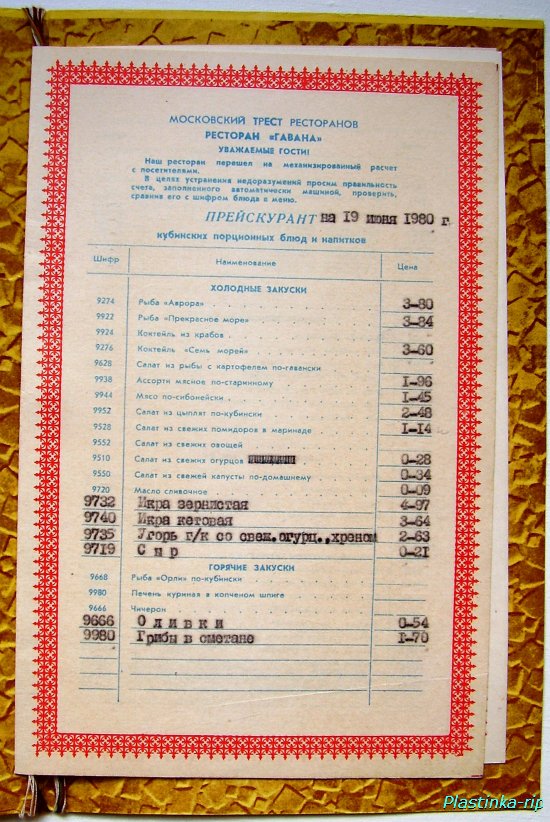 МОСКОВСКИЙ ТРЕСТ РЕСТОРАНОВ
РЕСТОРАН «ГАВАНА»
УВАЖАЕМЫЕ ГОСТИ!
Наш ресторан перешел на механизированный расчет
с посетителями.
В целях устранения недоразумений просим правильность
счета, заполненного автоматически машиной, проверить,
сравнив его с шифром блюда в меню.
ПРЕЙСКУРАНТ на 19 июня 1980 г.
кубинских порционных блюд и напитков
Шифр Наименование Цена
ХОЛОДНЫЕ ЗАКУСКИ
9274 Рыба «Аврора» 3-80
9922 Рыба «Прекрасное море» 3-84
9924 Коктейль из крабов
9276 Коктейль «Семь морей» 3-60
9628 Салат из рыбы с картофелем по-гавански
9938 Ассорти мясное по-старинному 1-96
9944 Мясо по-сибонейски 1-45
9952 Салат из цыплят по-кубински 2-48
9528 Салат из свежих помидоров в маринаде 1-14
9552 Салат из свежих овощей
9510 Салат из свежих огурцов 0-28
9550 Салат из свежей капусты по-домашнему 0-34
9720 Масло сливочное 0-09
9732 Икра зернистая 4-97
9740 Икра кетовая 3-64
9735 Угорь г/к со свеж.огурц.,хреном 2-63
9719 С ы р 0-21
ГОРЯЧИЕ ЗАКУСКИ
9668 Рыба «Орли» по-кубински
9980 Печень куриная в копченом шпиге
9666 Чичерон
9666 О л и в к и 0-54
9980 Грибы в сметане 1-70
Plastinka-rip